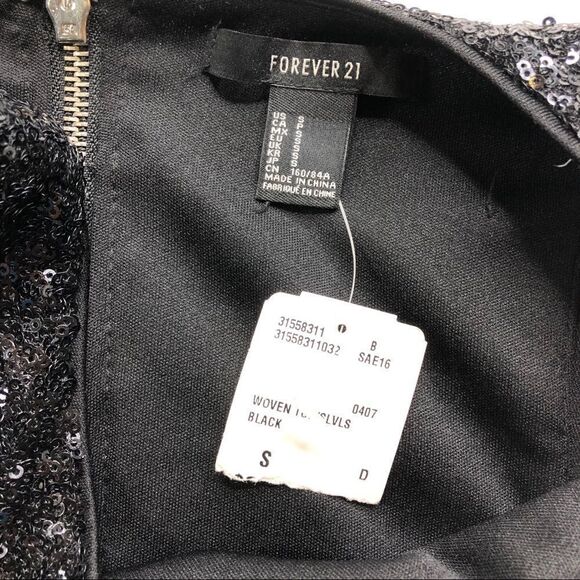 FOREVER 21
US S
CA P
MX S
EU S
UK S
KR S
JP S
CN 160/84A
MADE IN CHINA
FABRIQUÉ EN CHINE
31558311 B
31558311032 SAE16
WOVEN 0407
BLACK
S D